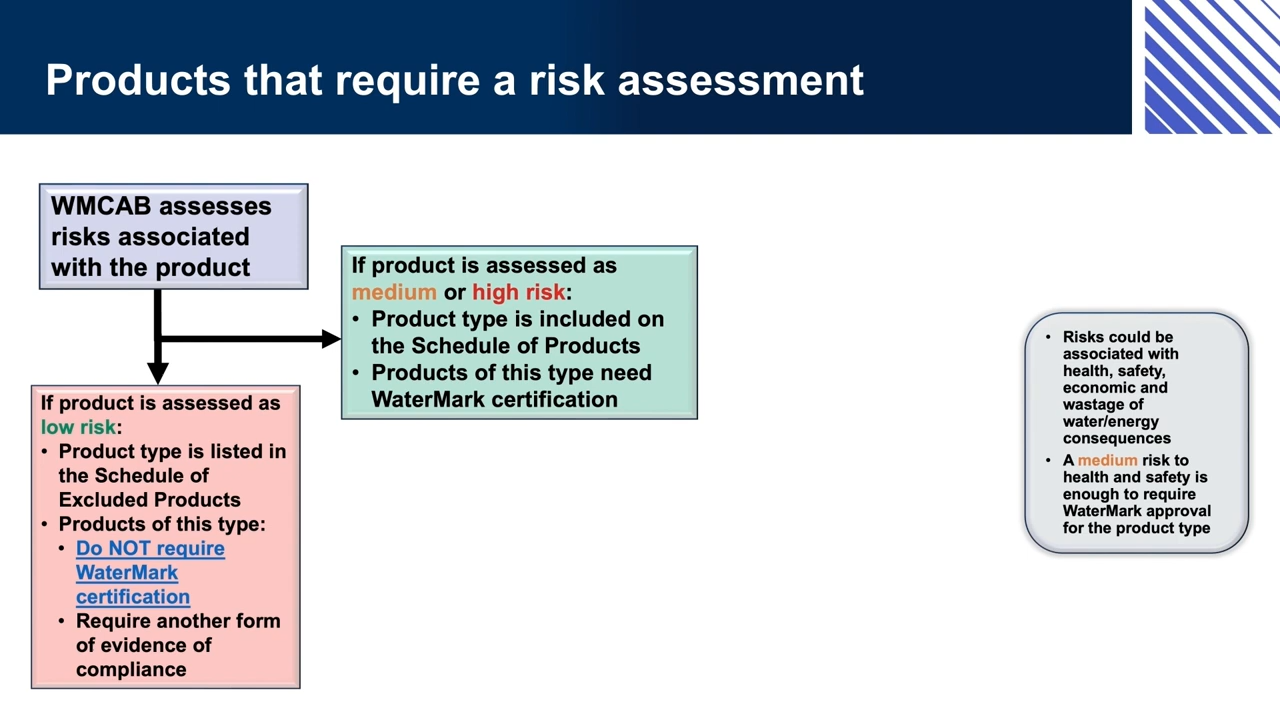 Products that require a risk assessment
WMCAB assesses
risks associated
with the product
If product is assessed as
medium or high risk:
• Product type is included on
the Schedule of Products
• Products of this type need
WaterMark certification
If product is assessed as
low risk:
• Product type is listed in
the Schedule of
Excluded Products
• Products of this type:
• Do NOT require
WaterMark
certification
• Require another form
of evidence of
compliance
• Risks could be
associated with
health, safety,
economic and
wastage of
water/energy
consequences
• A medium risk to
health and safety is
enough to require
WaterMark approval
for the product type